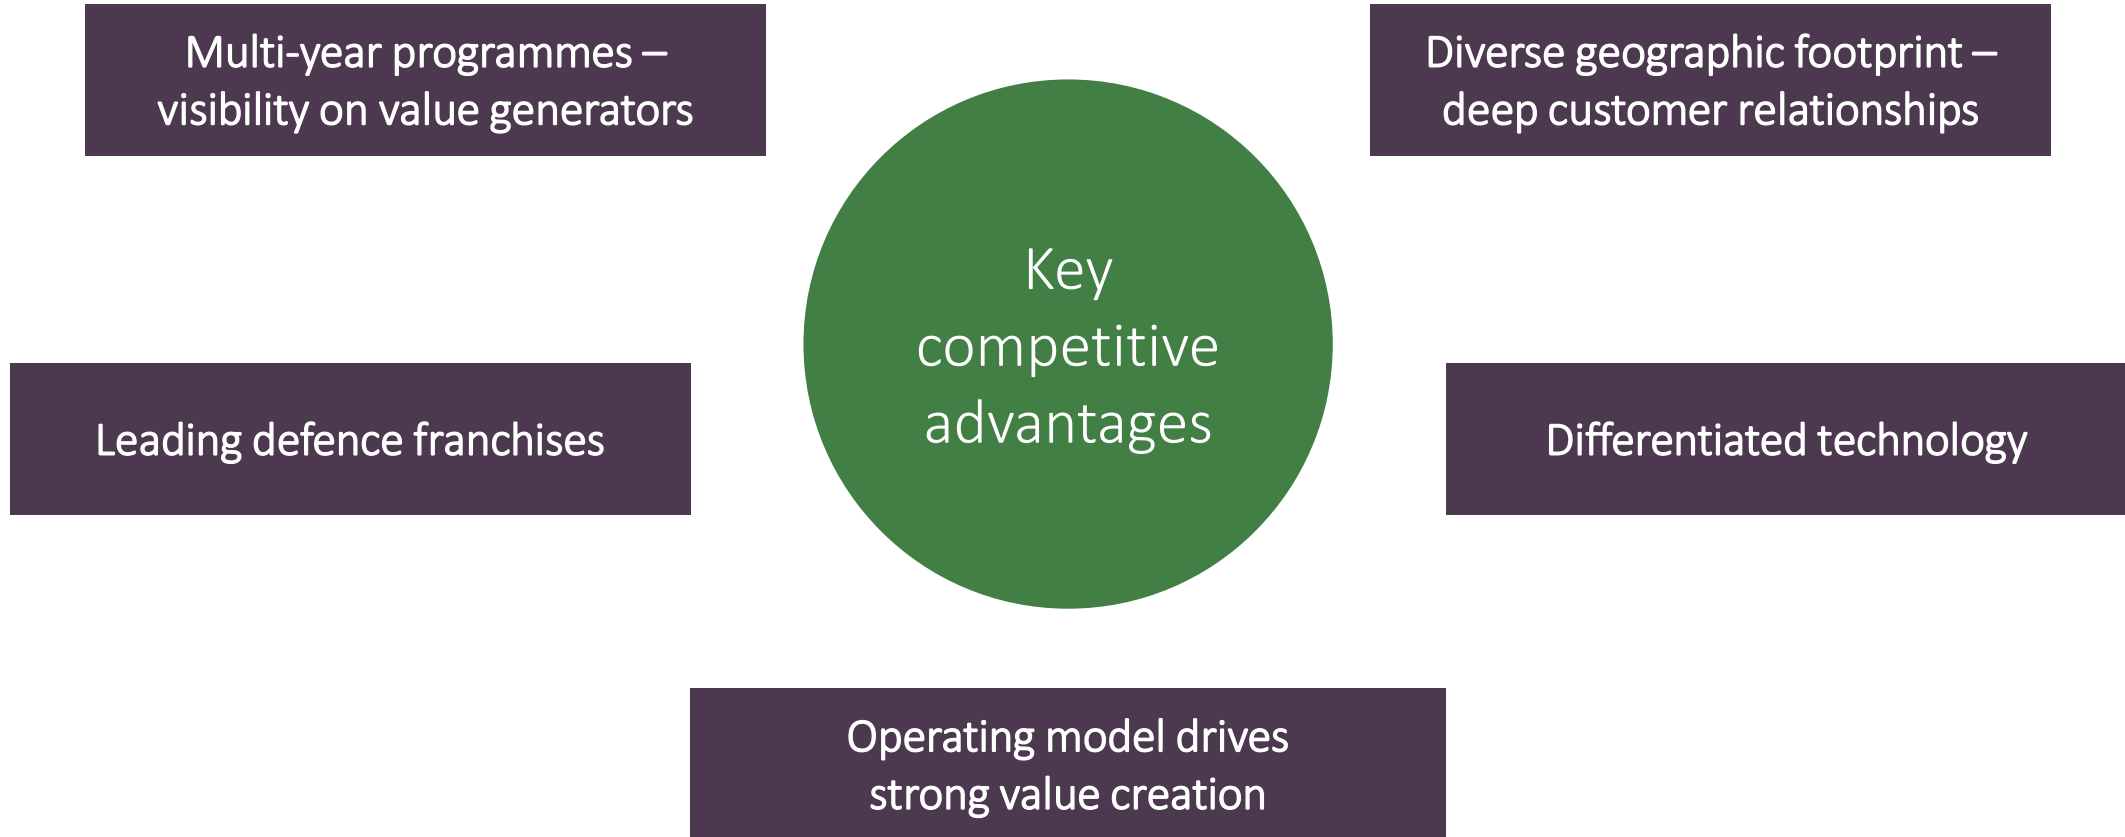 Multi-year programmes –
visibility on value generators
Diverse geographic footprint –
deep customer relationships
Key
competitive
advantages
Leading defence franchises
Differentiated technology
Operating model drives
strong value creation